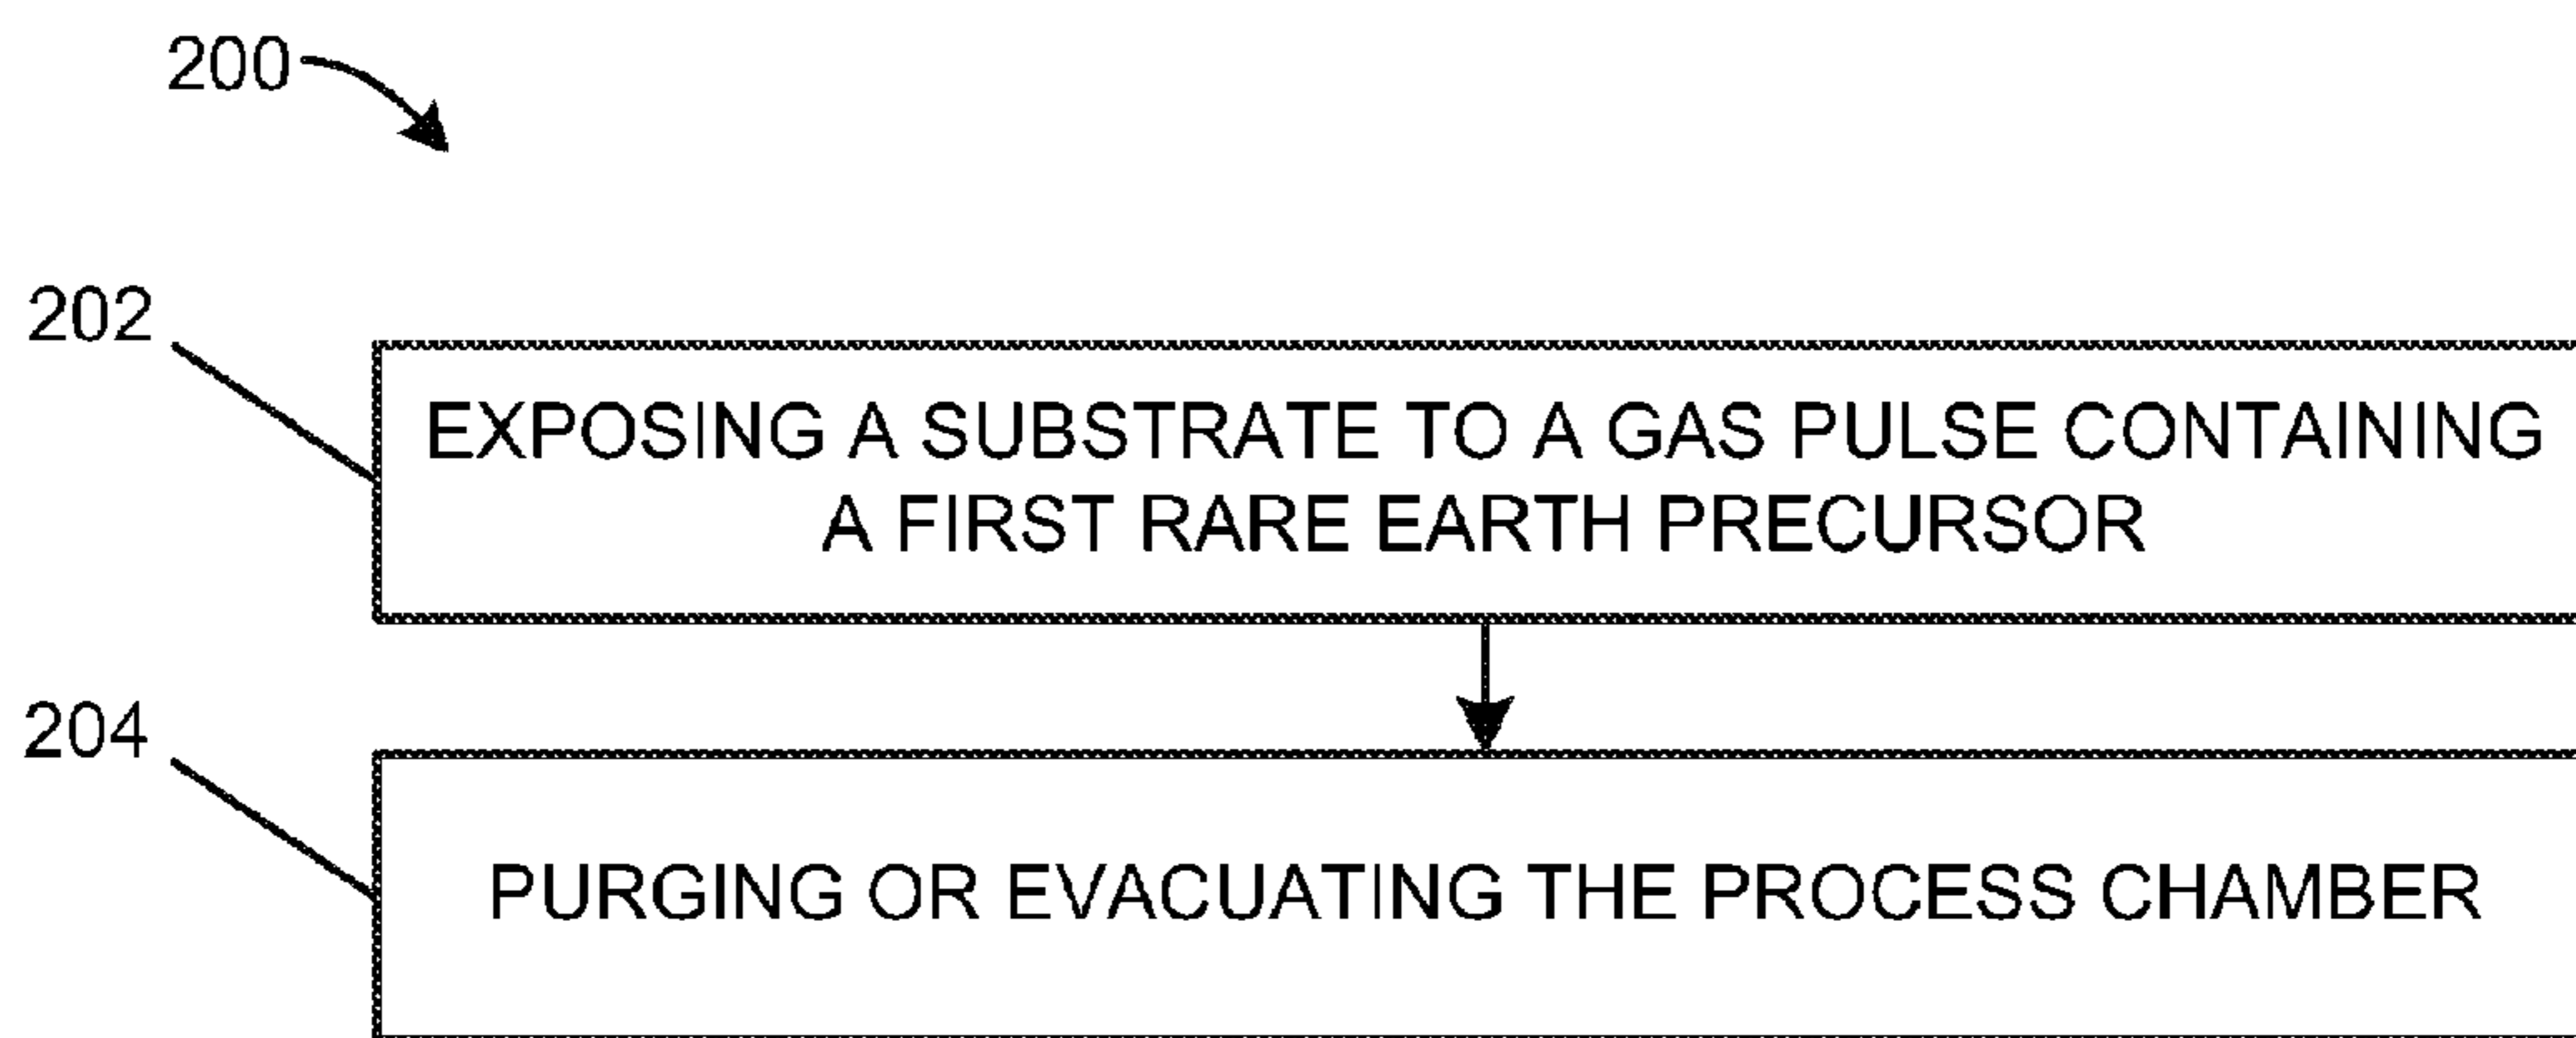 200
202
EXPOSING A SUBSTRATE TO A GAS PULSE CONTAINING
A FIRST RARE EARTH PRECURSOR
204
PURGING OR EVACUATING THE PROCESS CHAMBER